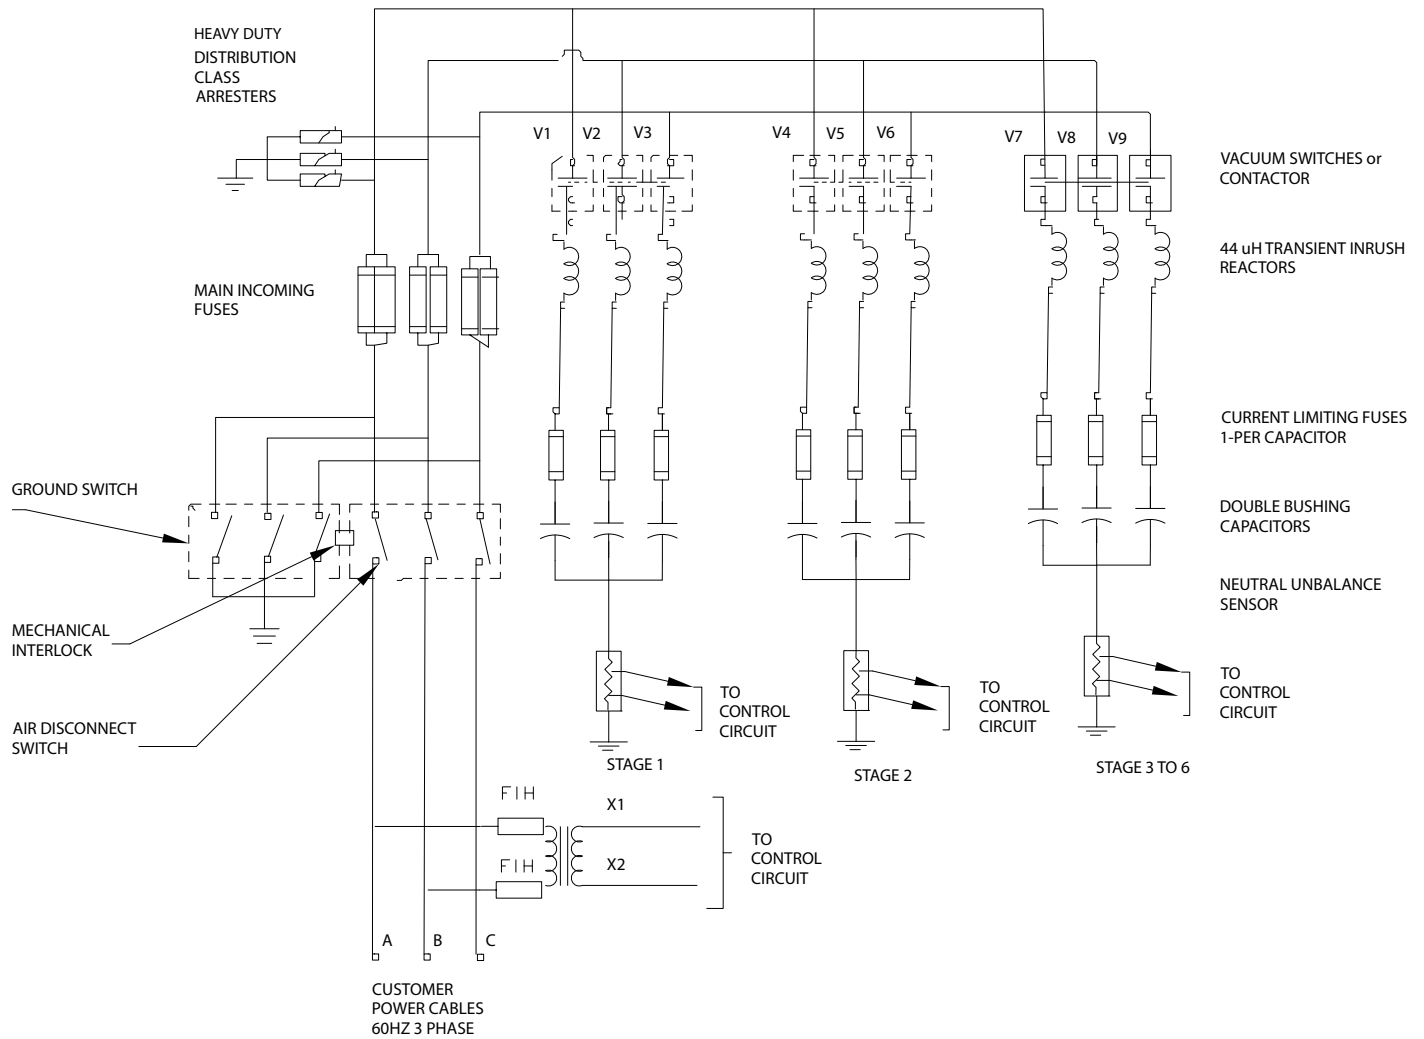 HEAVY DUTY
DISTRIBUTION
CLASS
ARRESTERS
V1
V2
V3
V4
V5
V6
V7
V8
V9
VACUUM SWITCHES or
CONTACTOR
44 uH TRANSIENT INRUSH
REACTORS
MAIN INCOMING
FUSES
CURRENT LIMITING FUSES
1-PER CAPACITOR
GROUND SWITCH
DOUBLE BUSHING
CAPACITORS
NEUTRAL UNBALANCE
SENSOR
MECHANICAL
INTERLOCK
AIR DISCONNECT
SWITCH
TO
CONTROL
CIRCUIT
STAGE 1
TO
CONTROL
CIRCUIT
STAGE 2
TO
CONTROL
CIRCUIT
STAGE 3 TO 6
FIH
X1
FIH
X2
TO
CONTROL
CIRCUIT
A
B
C
CUSTOMER
POWER CABLES
60HZ 3 PHASE